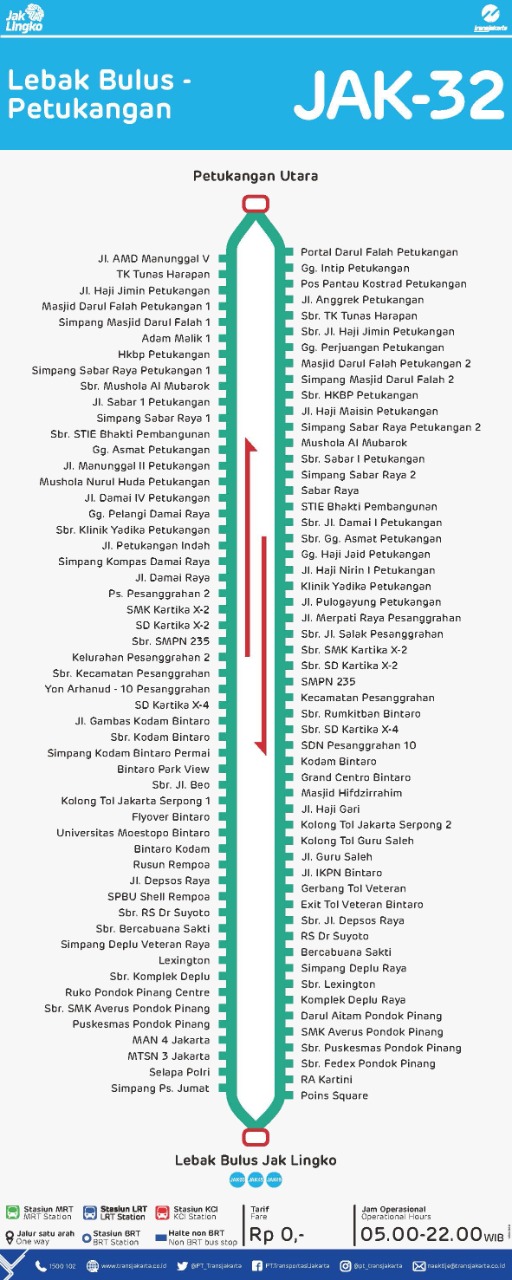 Jak
Lingko
transjakarta
Lebak Bulus -
Petukangan
JAK-32
Petukangan Utara
Jl. AMD Manunggal V
TK Tunas Harapan
Jl. Haji Jimin Petukangan
Masjid Darul Falah Petukangan 1
Simpang Masjid Darul Falah 1
Adam Malik 1
Hkbp Petukangan
Simpang Sabar Raya Petukangan 1
Sbr. Mushola Al Mubarok
Jl. Sabar 1 Petukangan
Simpang Sabar Raya 1
Sbr. STIE Bhakti Pembangunan
Gg. Asmat Petukangan
Jl. Manunggal II Petukangan
Mushola Nurul Huda Petukangan
Jl. Damai IV Petukangan
Gg. Pelangi Damai Raya
Sbr. Klinik Yadika Petukangan
Jl. Petukangan Indah
Simpang Kompas Damai Raya
Jl. Damai Raya
Ps. Pesanggrahan 2
SMK Kartika X-2
SD Kartika X-2
Sbr. SMPN 235
Kelurahan Pesanggrahan 2
Sbr. Kecamatan Pesanggrahan
Yon Arhanud - 10 Pesanggrahan
SD Kartika X-4
Jl. Gambas Kodam Bintaro
Sbr. Kodam Bintaro
Simpang Kodam Bintaro Permai
Bintaro Park View
Sbr. Jl. Beo
Kolong Tol Jakarta Serpong 1
Flyover Bintaro
Universitas Moestopo Bintaro
Bintaro Kodam
Rusun Rempoa
Jl. Depsos Raya
SPBU Shell Rempoa
Sbr. RS Dr Suyoto
Sbr. Bercabuana Sakti
Simpang Deplu Veteran Raya
Lexington
Sbr. Komplek Deplu
Ruko Pondok Pinang Centre
Sbr. SMK Averus Pondok Pinang
Puskesmas Pondok Pinang
MAN 4 Jakarta
MTSN 3 Jakarta
Selapa Polri
Simpang Ps. Jumat
Portal Darul Falah Petukangan
Gg. Intip Petukangan
Pos Pantau Kostrad Petukangan
Jl. Anggrek Petukangan
Sbr. TK Tunas Harapan
Sbr. Jl. Haji Jimin Petukangan
Gg. Perjuangan Petukangan
Masjid Darul Falah Petukangan 2
Simpang Masjid Darul Falah 2
Sbr. HKBP Petukangan
Jl. Haji Maisin Petukangan
Simpang Sabar Raya Petukangan 2
Mushola Al Mubarok
Sbr. Sabar I Petukangan
Simpang Sabar Raya 2
Sabar Raya
STIE Bhakti Pembangunan
Sbr. Jl. Damai I Petukangan
Sbr. Gg. Asmat Petukangan
Gg. Haji Jaid Petukangan
Jl. Haji Nirin I Petukangan
Klinik Yadika Petukangan
Jl. Pulogayung Petukangan
Jl. Merpati Raya Pesanggrahan
Sbr. Jl. Salak Pesanggrahan
Sbr. SMK Kartika X-2
Sbr. SD Kartika X-2
SMPN 235
Kecamatan Pesanggrahan
Sbr. Rumkitban Bintaro
Sbr. SD Kartika X-4
SDN Pesanggrahan 10
Kodam Bintaro
Grand Centro Bintaro
Masjid Hifdzirrahim
Jl. Haji Gari
Kolong Tol Jakarta Serpong 2
Kolong Tol Guru Saleh
Jl. Guru Saleh
Jl. IKPN Bintaro
Gerbang Tol Veteran
Exit Tol Veteran Bintaro
Sbr. Jl. Depsos Raya
RS Dr Suyoto
Bercabuana Sakti
Simpang Deplu Raya
Sbr. Lexington
Komplek Deplu Raya
Darul Aitam Pondok Pinang
SMK Averus Pondok Pinang
Sbr. Puskesmas Pondok Pinang
Sbr. Fedex Pondok Pinang
RA Kartini
Poins Square
Lebak Bulus Jak Lingko
Stasiun MRT
MRT Station
Stasiun LRT
LRT Station
Stasiun KCI
KCI Station
Jalur satu arah
One way
Stasiun BRT
BRT Station
Halte non BRT
Non BRT bus stop
Tarif
Fare
Rp 0,-
Jam Operasional
Operational Hours
05.00-22.00 WIB
1500 102
www.transjakarta.co.id
@PT_Transjakarta
PT.TransportasiJakarta
@pt_transjakarta